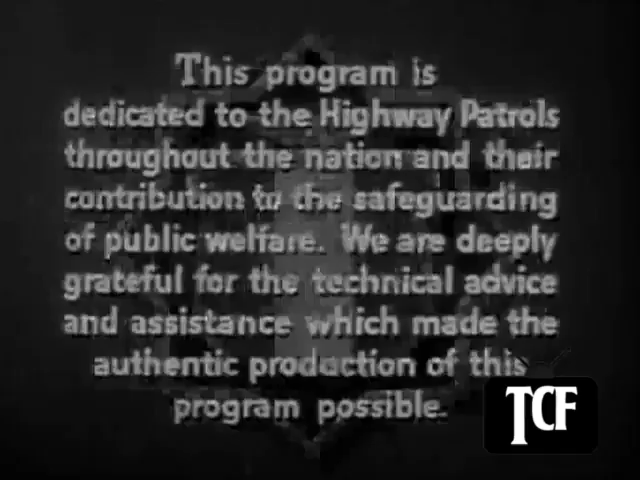 This program is
dedicated to the Highway Patrols
throughout the nation and their
contribution to the safeguarding
of public welfare. We are deeply
grateful for the technical advice
and assistance which made the
authentic production of this
program possible.
TCF